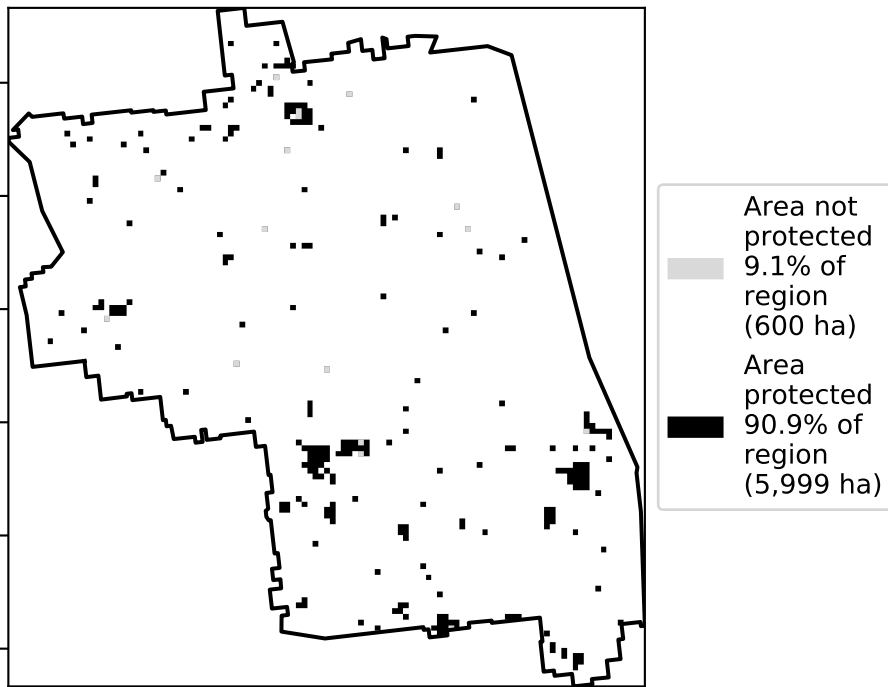 Area not
protected
9.1% of
region
(600 ha)
Area
protected
90.9% of
region
(5,999 ha)